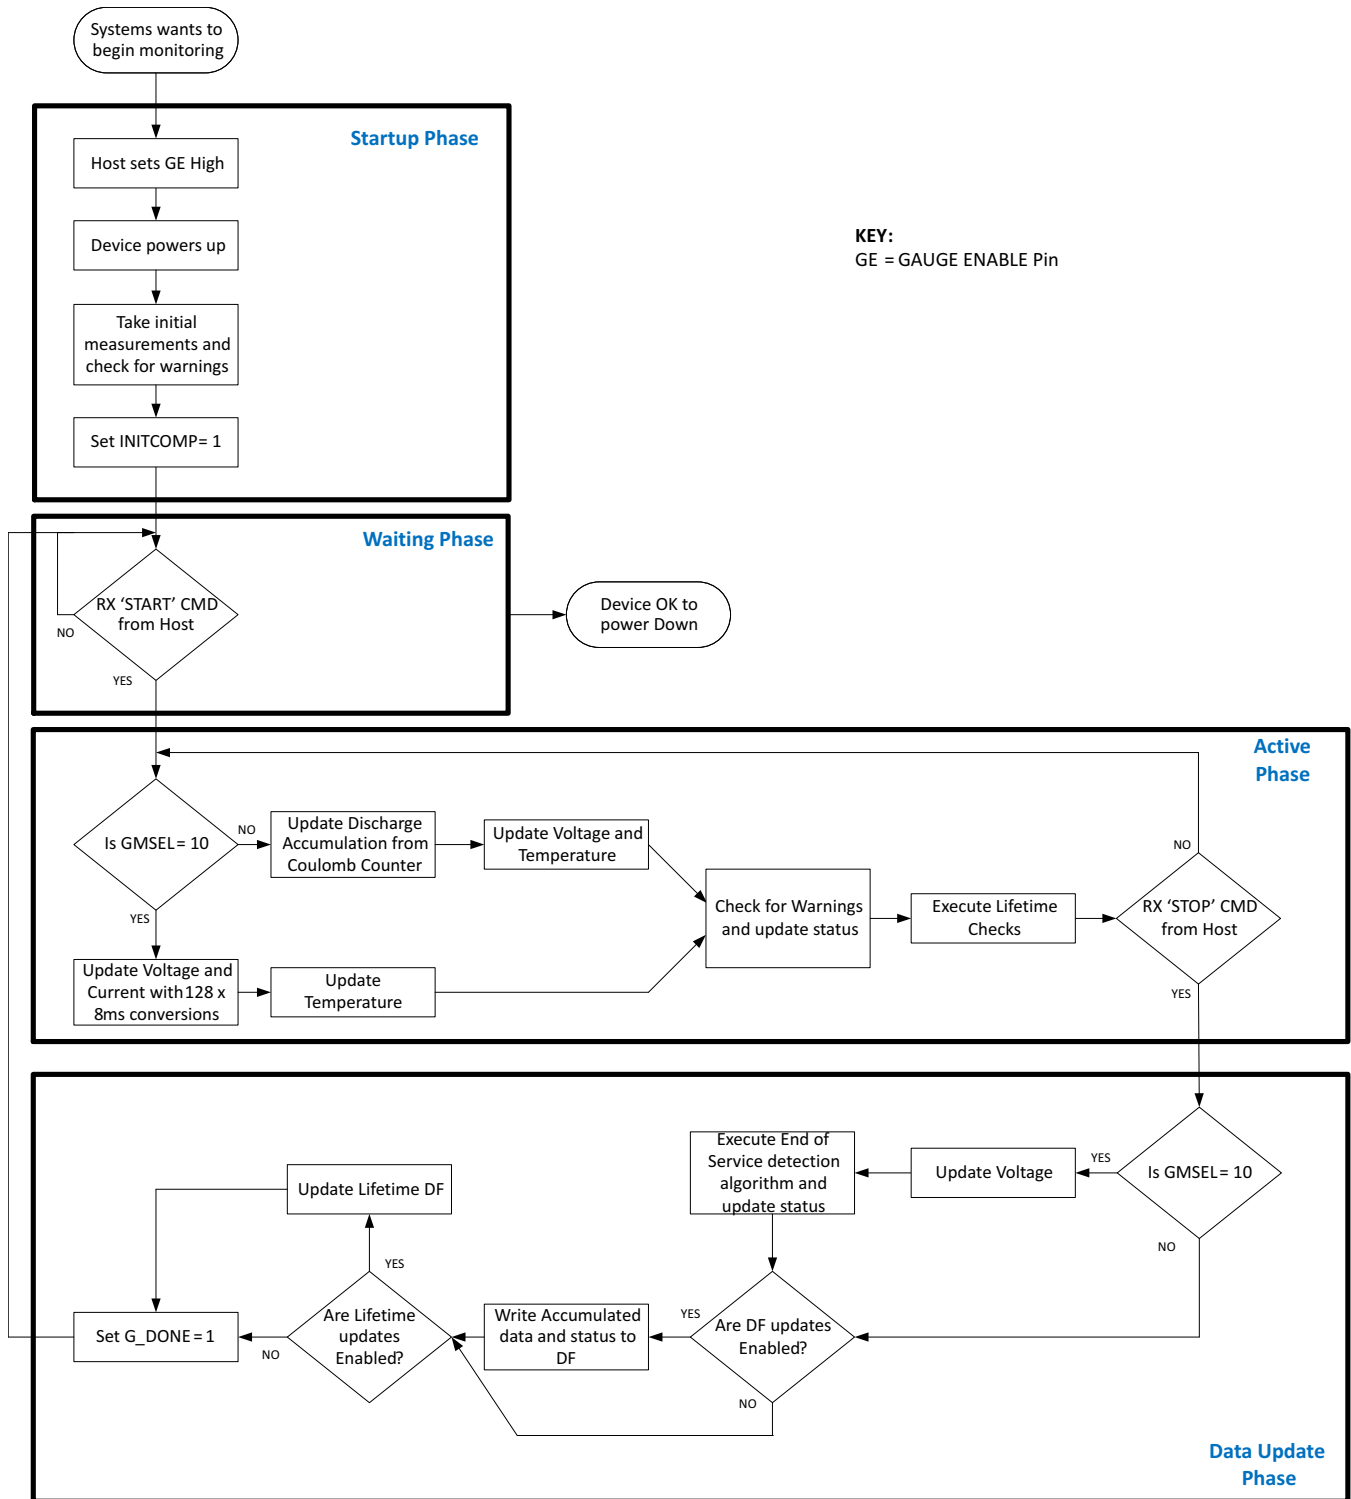 Systems wants to
begin monitoring
Startup Phase
Host sets GE High
Device powers up
KEY:
GE = GAUGE ENABLE Pin
Take initial
measurements and
check for warnings
Set INITCOMP= 1
Waiting Phase
RX ‘START’ CMD
from Host
NO
YES
Device OK to
power Down
Active
Phase
Is GMSEL= 10
NO
YES
Update Discharge
Accumulation from
Coulomb Counter
Update Voltage and
Temperature
Update Voltage and
Current with 128 x
8ms conversions
Update
Temperature
Check for Warnings
and update status
Execute Lifetime
Checks
RX ‘STOP’ CMD
from Host
NO
YES
Is GMSEL= 10
YES
NO
Update Voltage
Execute End of
Service detection
algorithm and
update status
Are DF updates
Enabled?
YES
NO
Write Accumulated
data and status to
DF
Are Lifetime
updates
Enabled?
YES
NO
Update Lifetime DF
Set G_DONE = 1
Data Update
Phase